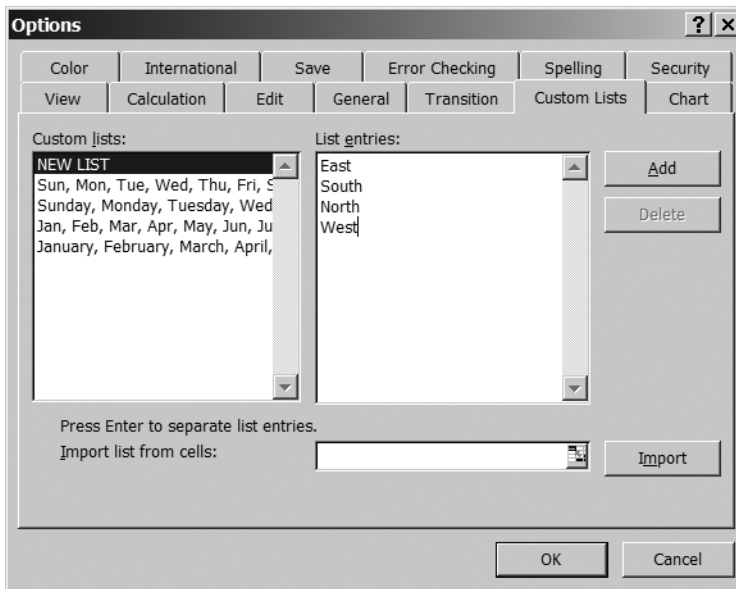 Options
Color International Save Error Checking Spelling Security
View Calculation Edit General Transition Custom Lists Chart
Custom lists: List entries:
NEW LIST
Sun, Mon, Tue, Wed, Thu, Fri, S
Sunday, Monday, Tuesday, Wed
Jan, Feb, Mar, Apr, May, Jun, Ju
January, February, March, April,
East
South
North
West
Add
Delete
Press Enter to separate list entries.
Import list from cells:
Import
OK Cancel